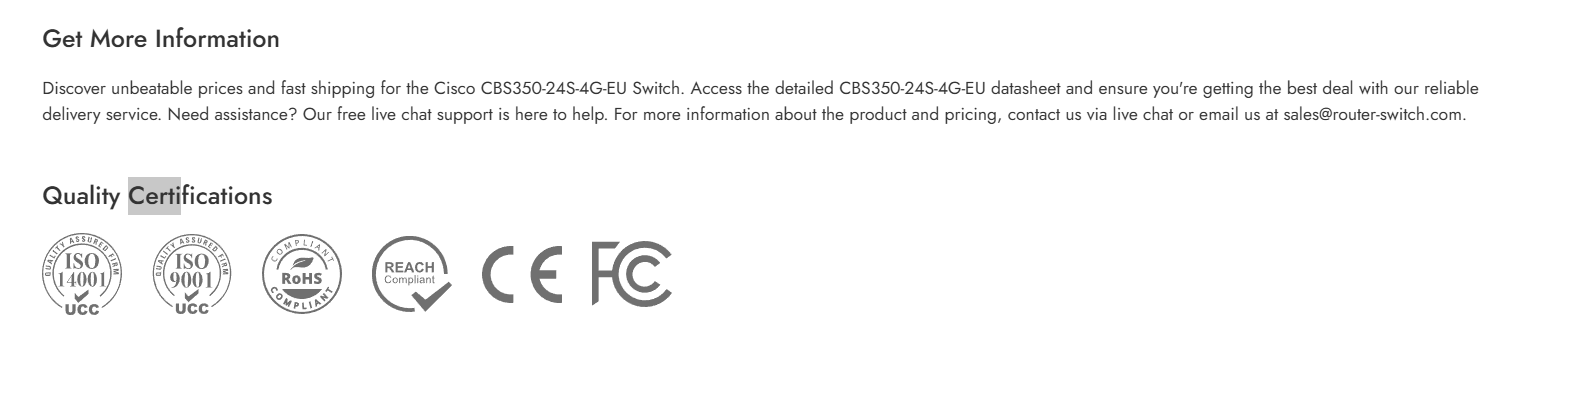 Get More Information
Discover unbeatable prices and fast shipping for the Cisco CBS350-24S-4G-EU Switch. Access the detailed CBS350-24S-4G-EU datasheet and ensure you're getting the best deal with our reliable
delivery service. Need assistance? Our free live chat support is here to help. For more information about the product and pricing, contact us via live chat or email us at sales@router-switch.com.
Quality Certifications
QUALITY ASSURED FIRM
ISO
14001
UCC
QUALITY ASSURED FIRM
ISO
9001
UCC
COMPLIANT
RoHS
COMPLIANT
REACH
Compliant
CE
FC